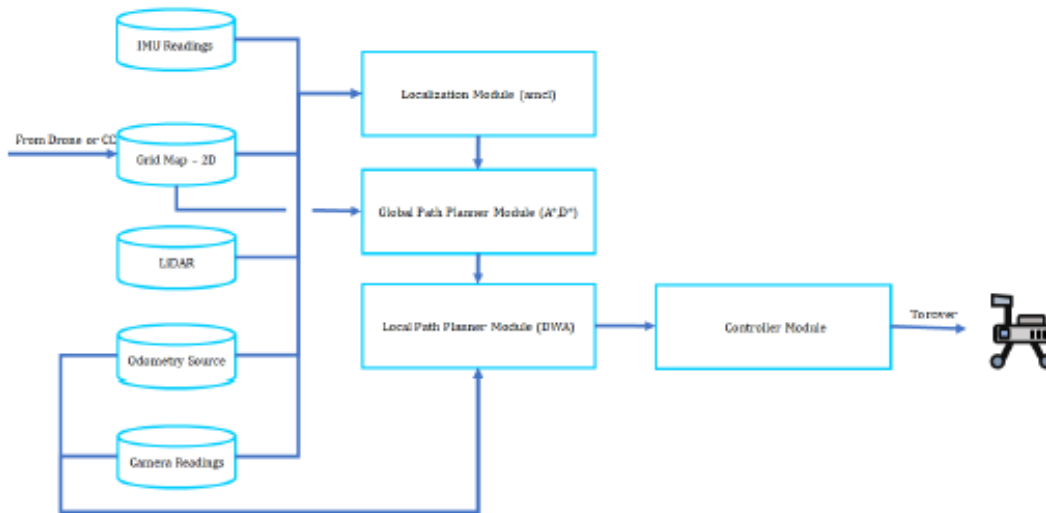 IMU Readings
Localization Module (amcl)
From Drone or CC
Grid Map – 2D
Global Path Planner Module (A*,D*)
LiDAR
Local Path Planner Module (DWA)
Controller Module
To rover
Odometry Source
Camera Readings